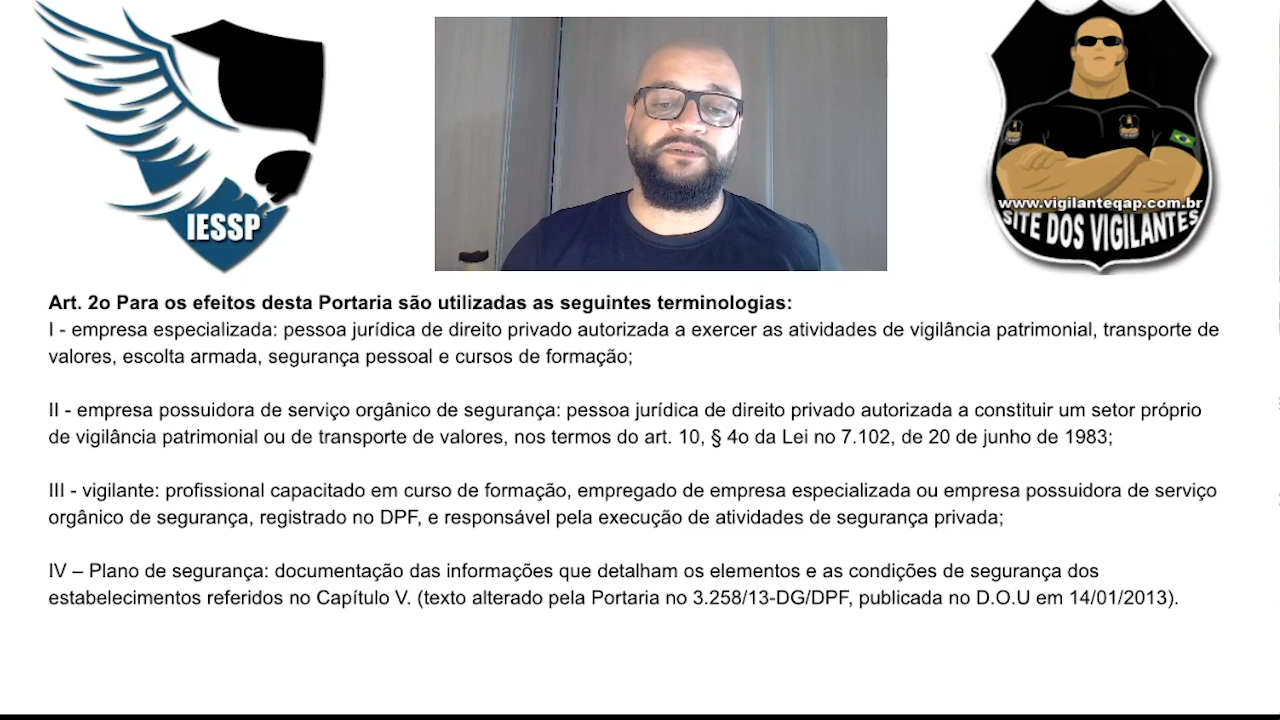 IESSP
www.vigilanteqap.com.br
SITE DOS VIGILANTES
Art. 2o Para os efeitos desta Portaria são utilizadas as seguintes terminologias:
I - empresa especializada: pessoa jurídica de direito privado autorizada a exercer as atividades de vigilância patrimonial, transporte de
valores, escolta armada, segurança pessoal e cursos de formação;
II - empresa possuidora de serviço orgânico de segurança: pessoa jurídica de direito privado autorizada a constituir um setor próprio
de vigilância patrimonial ou de transporte de valores, nos termos do art. 10, § 4o da Lei no 7.102, de 20 de junho de 1983;
III - vigilante: profissional capacitado em curso de formação, empregado de empresa especializada ou empresa possuidora de serviço
orgânico de segurança, registrado no DPF, e responsável pela execução de atividades de segurança privada;
IV – Plano de segurança: documentação das informações que detalham os elementos e as condições de segurança dos
estabelecimentos referidos no Capítulo V. (texto alterado pela Portaria no 3.258/13-DG/DPF, publicada no D.O.U em 14/01/2013).